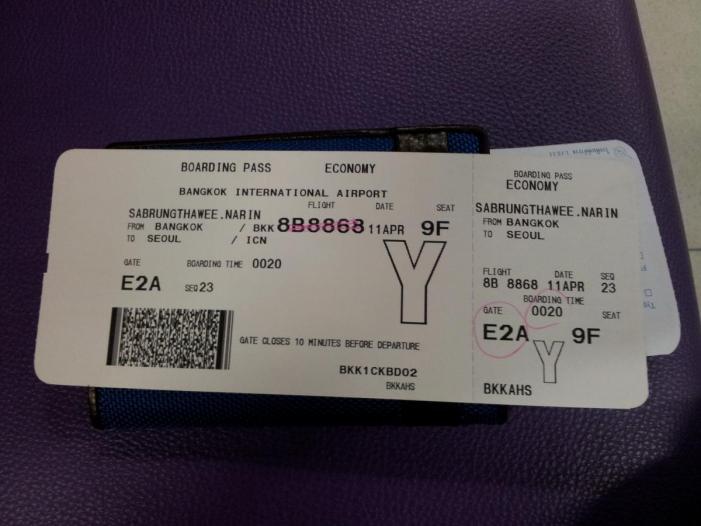 BOARDING PASS ECONOMY
BANGKOK INTERNATIONAL AIRPORT
FLIGHT DATE SEAT
SABRUNGTHAWEE.NARIN
FROM BANGKOK / BKK 8B8868 11APR 9F
TO SEOUL / ICN
Y
GATE BOARDING TIME 0020
E2A SEQ 23
GATE CLOSES 10 MINUTES BEFORE DEPARTURE
BKK1CKBD02
BKKAHS
BOARDING PASS
ECONOMY
SABRUNGTHAWEE.NARIN
FROM BANGKOK
TO SEOUL
FLIGHT DATE SEQ
8B 8868 11APR 23
BOARDING TIME
GATE 0020 SEAT
E2A 9F
Y
BKKAHS